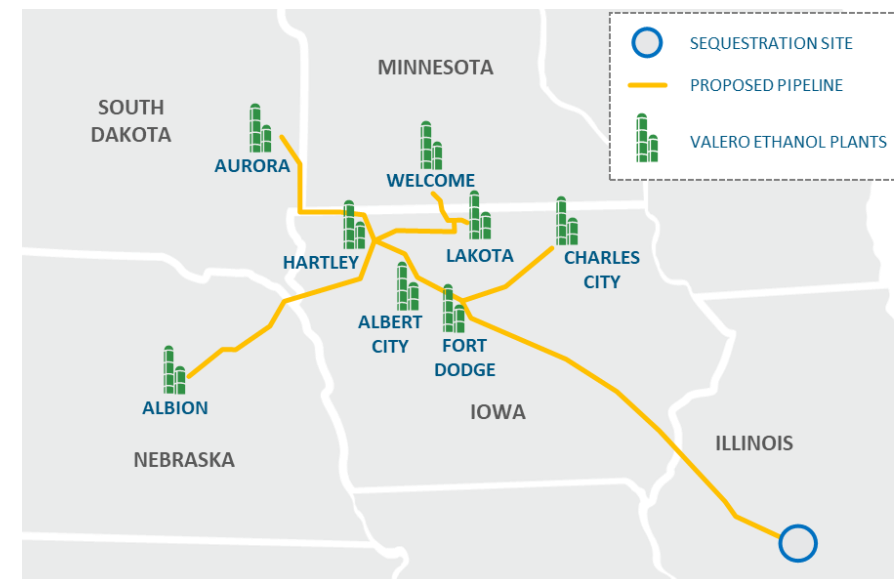 SEQUESTRATION SITE
PROPOSED PIPELINE
VALERO ETHANOL PLANTS
MINNESOTA
SOUTH
DAKOTA
AURORA
WELCOME
HARTLEY
LAKOTA
CHARLES
CITY
ALBERT
CITY
FORT
DODGE
ALBION
IOWA
ILLINOIS
NEBRASKA